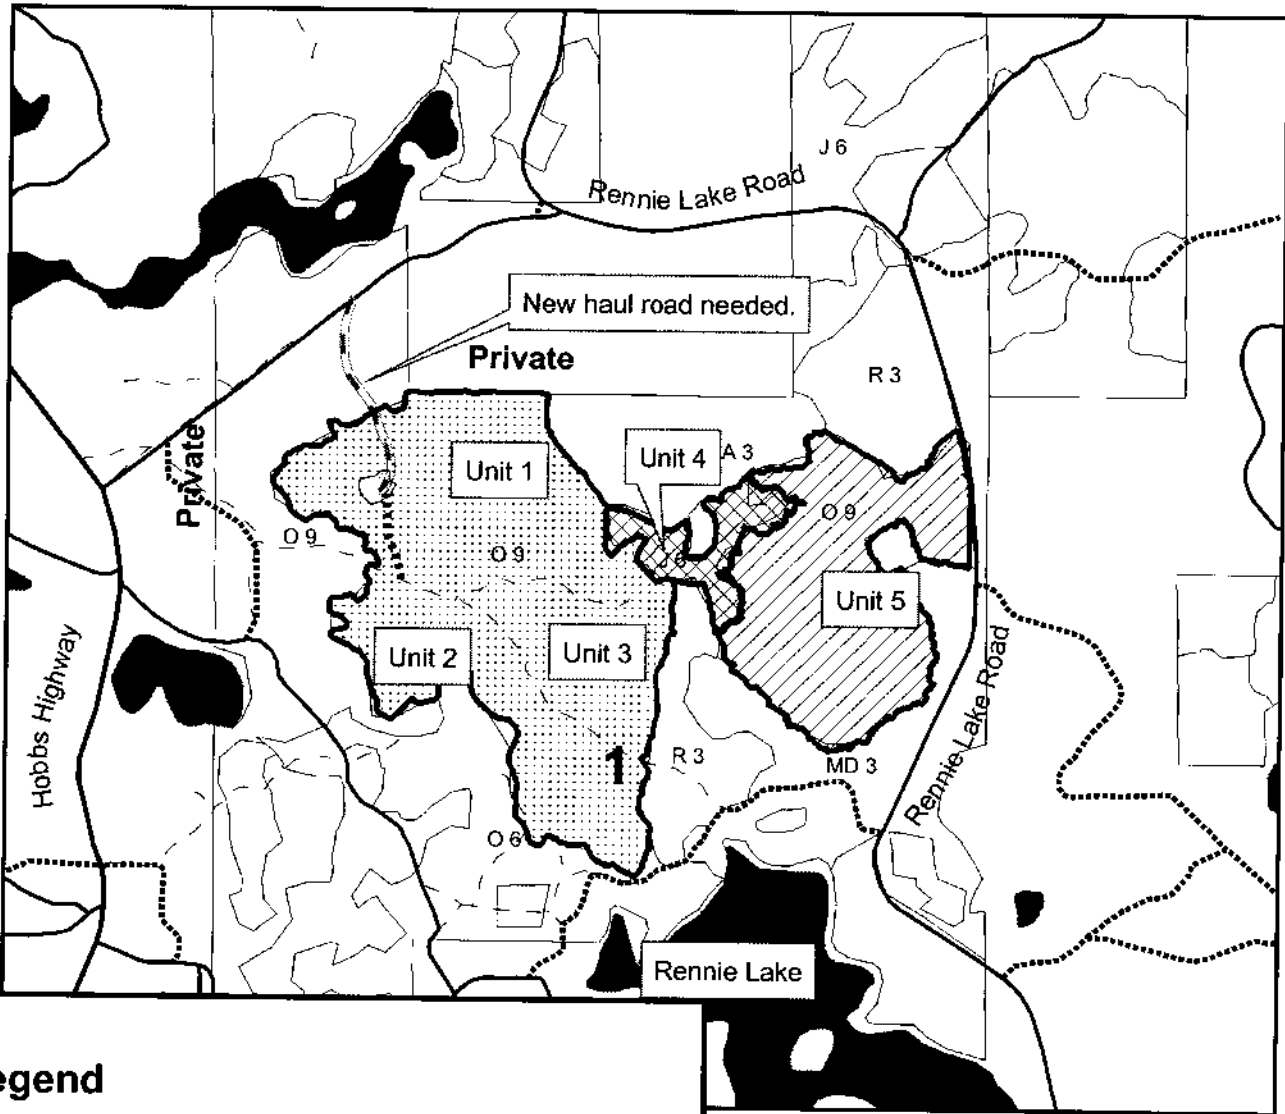 J 6
Rennie Lake Road
New haul road needed.
Private
R 3
Private
Unit 1
Unit 4
A 3
O 9
O 9
O 9
Unit 5
Unit 2
Unit 3
Hobbs Highway
Rennie Lake Road
1
R 3
MD 3
O 6
Rennie Lake
egend